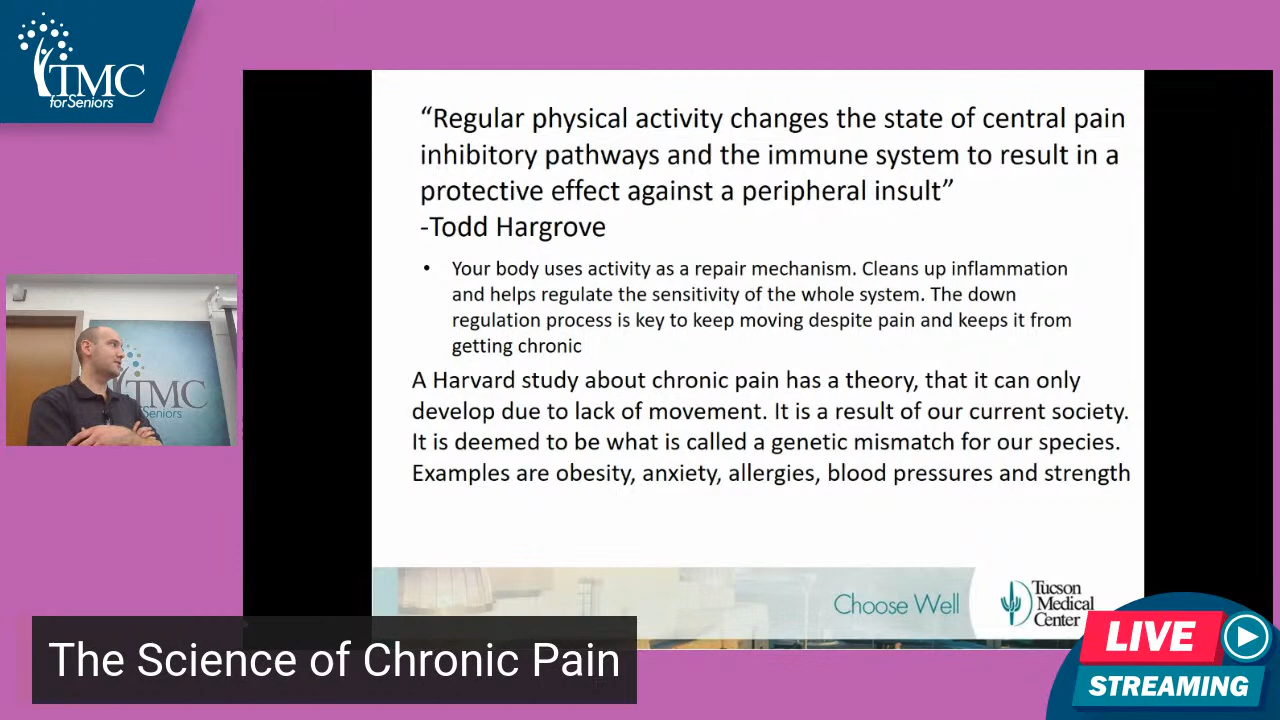 TMC
for Seniors
“Regular physical activity changes the state of central pain
inhibitory pathways and the immune system to result in a
protective effect against a peripheral insult”
-Todd Hargrove
• Your body uses activity as a repair mechanism. Cleans up inflammation
and helps regulate the sensitivity of the whole system. The down
regulation process is key to keep moving despite pain and keeps it from
getting chronic
A Harvard study about chronic pain has a theory, that it can only
develop due to lack of movement. It is a result of our current society.
It is deemed to be what is called a genetic mismatch for our species.
Examples are obesity, anxiety, allergies, blood pressures and strength
TMC
Seniors
Choose Well
Tucson
Medical
Center
The Science of Chronic Pain
LIVE
STREAMING